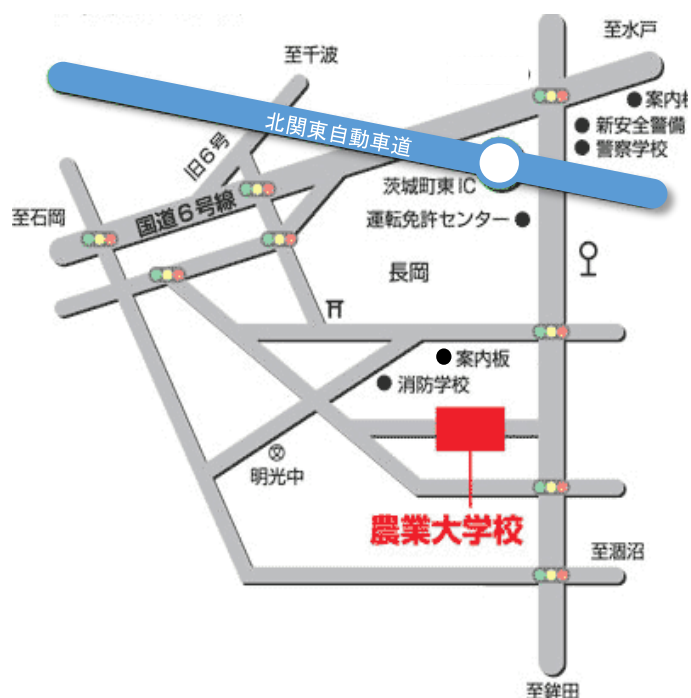 至水戸
至千波
案内板
北関東自動車道
新安全警備
警察学校
旧6号
茨城町東IC
国道6号線
至石岡
運転免許センター
長岡
案内板
消防学校
文
明光中
農業大学校
至涸沼
至鉾田